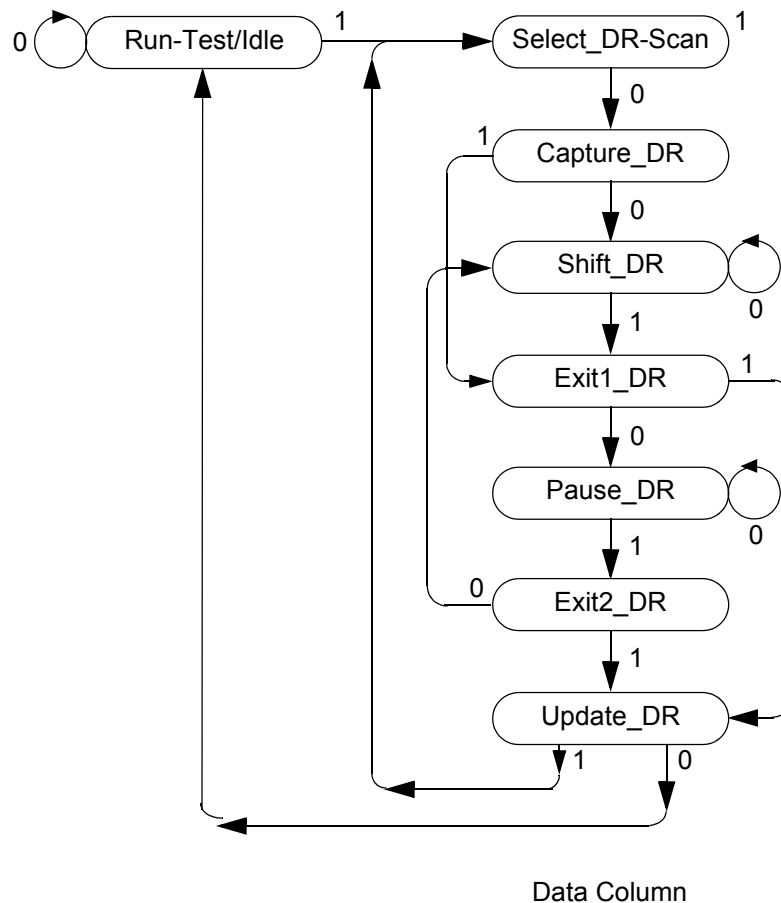 0 Run-Test/Idle 1 Select_DR-Scan 1
0
1 Capture_DR
0
Shift_DR
0
1
Exit1_DR 1
0
Pause_DR
0
1
0 Exit2_DR
1
Update_DR
1 0
Data Column